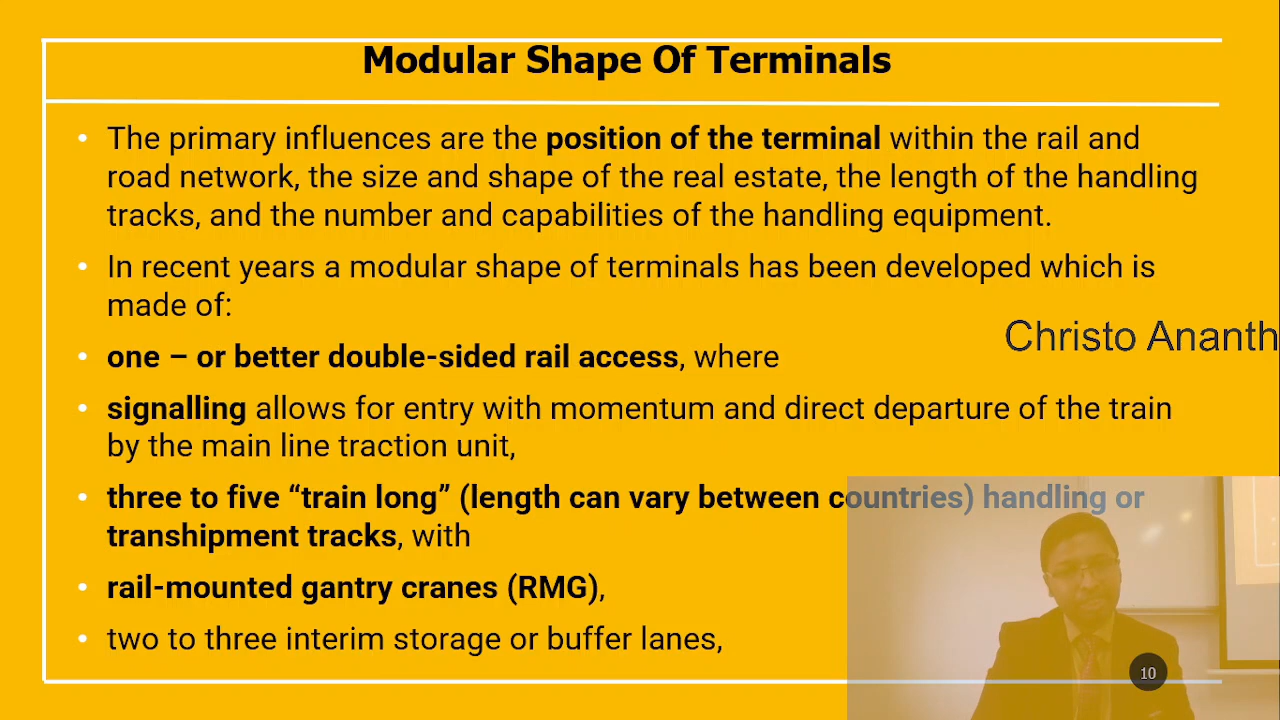 Modular Shape Of Terminals
• The primary influences are the position of the terminal within the rail and
road network, the size and shape of the real estate, the length of the handling
tracks, and the number and capabilities of the handling equipment.
• In recent years a modular shape of terminals has been developed which is
made of:
Christo Ananth
• one – or better double-sided rail access, where
• signalling allows for entry with momentum and direct departure of the train
by the main line traction unit,
• three to five “train long” (length can vary between countries) handling or
transhipment tracks, with
• rail-mounted gantry cranes (RMG),
• two to three interim storage or buffer lanes,
10